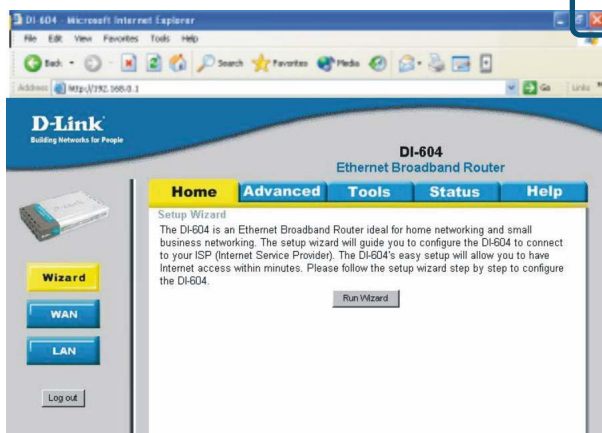 DI-604 - Microsoft Internet Explorer
File Edit View Favorites Tools Help
Back Search Favorites Media
Address http://192.168.0.1 Go Links »
D-Link
Building Networks for People
DI-604
Ethernet Broadband Router
Home Advanced Tools Status Help
Setup Wizard
The DI-604 is an Ethernet Broadband Router ideal for home networking and small
business networking. The setup wizard will guide you to configure the DI-604 to connect
to your ISP (Internet Service Provider). The DI-604's easy setup will allow you to have
Internet access within minutes. Please follow the setup wizard step by step to configure
the DI-604.
Run Wizard
Wizard
WAN
LAN
Log out